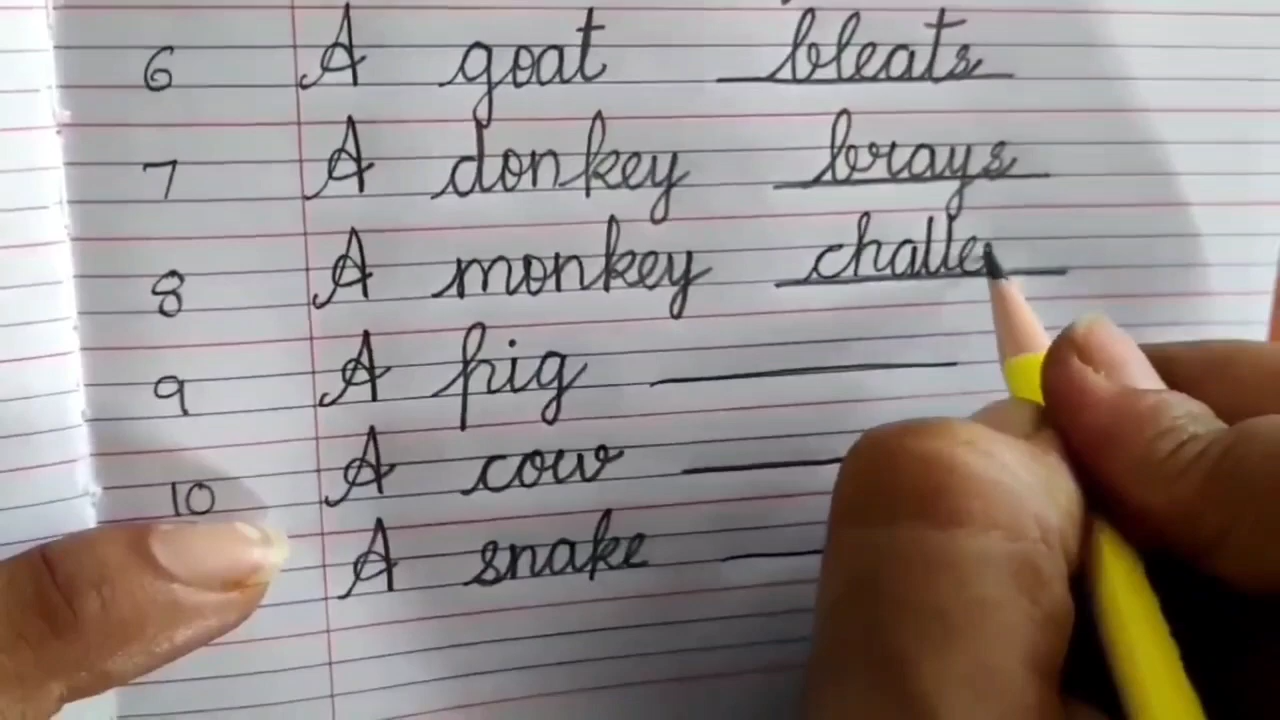 6 A goat bleats
7 A donkey brays
8 A monkey challe
9 A pig
10 A cow
A snake